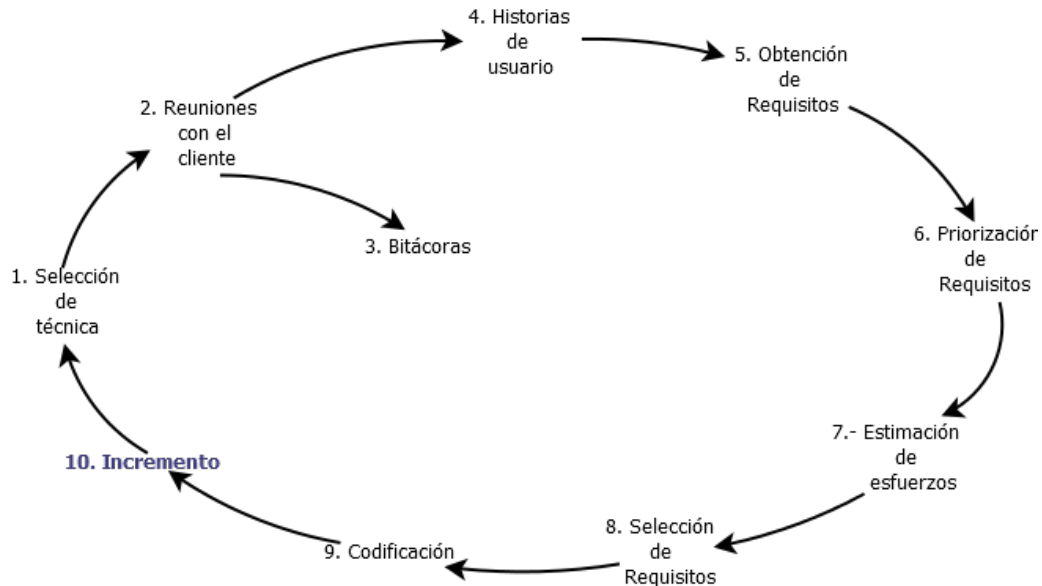 1. Selección
de
técnica
2. Reuniones
con el
cliente
3. Bitácoras
4. Historias
de
usuario
5. Obtención
de
Requisitos
6. Priorización
de
Requisitos
7.- Estimación
de
esfuerzos
8. Selección
de
Requisitos
9. Codificación
10. Incremento